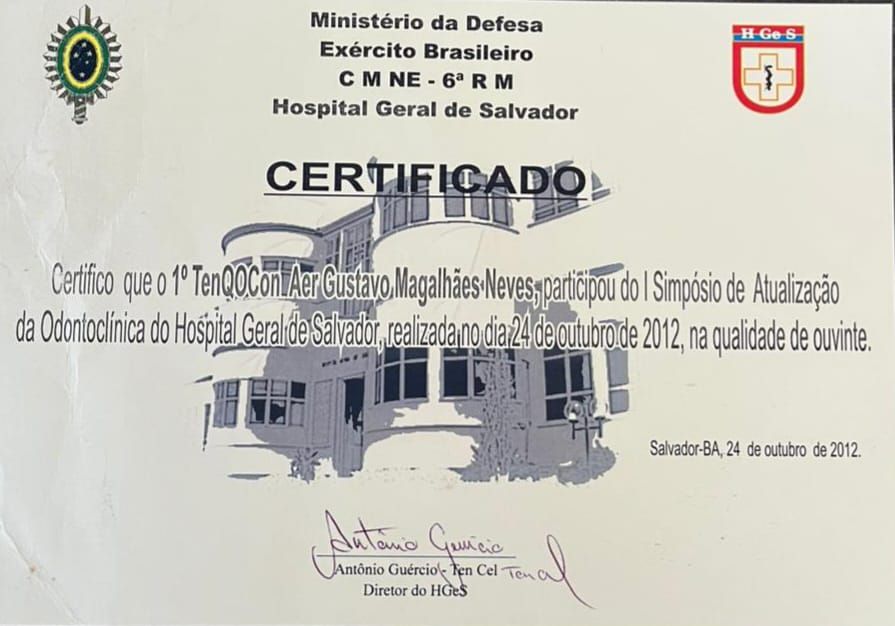 Ministério da Defesa
Exército Brasileiro
C M NE - 6ª R M
Hospital Geral de Salvador
H Ge S
CERTIFICADO
Certifico que o 1º TenQOCon Aer Gustavo Magalhães Neves, participou do I Simpósio de Atualização
da Odontoclínica do Hospital Geral de Salvador, realizada no dia 24 de outubro de 2012, na qualidade de ouvinte.
Salvador-BA, 24 de outubro de 2012.
Antônio Guércio
Antônio Guércio - Ten Cel Ten Cel
Diretor do HGeS